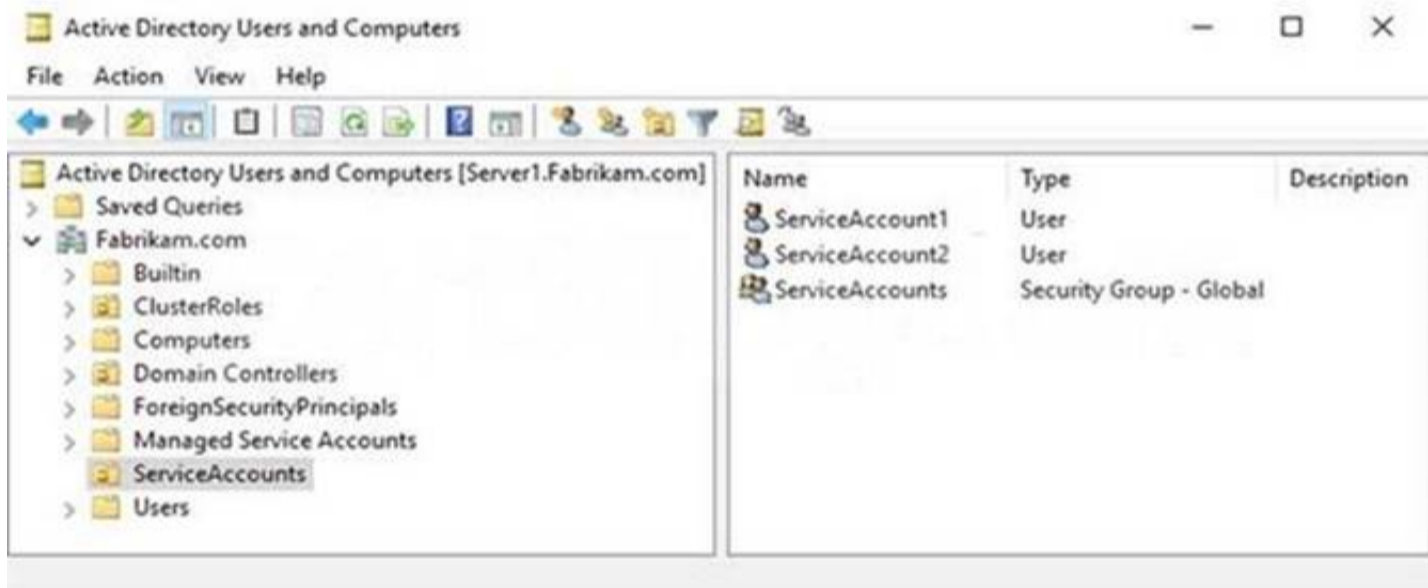 Active Directory Users and Computers
File Action View Help
Active Directory Users and Computers [Server1.Fabrikam.com]
Saved Queries
Fabrikam.com
Builtin
ClusterRoles
Computers
Domain Controllers
ForeignSecurityPrincipals
Managed Service Accounts
ServiceAccounts
Users
Name Type Description
ServiceAccount1 User
ServiceAccount2 User
ServiceAccounts Security Group - Global